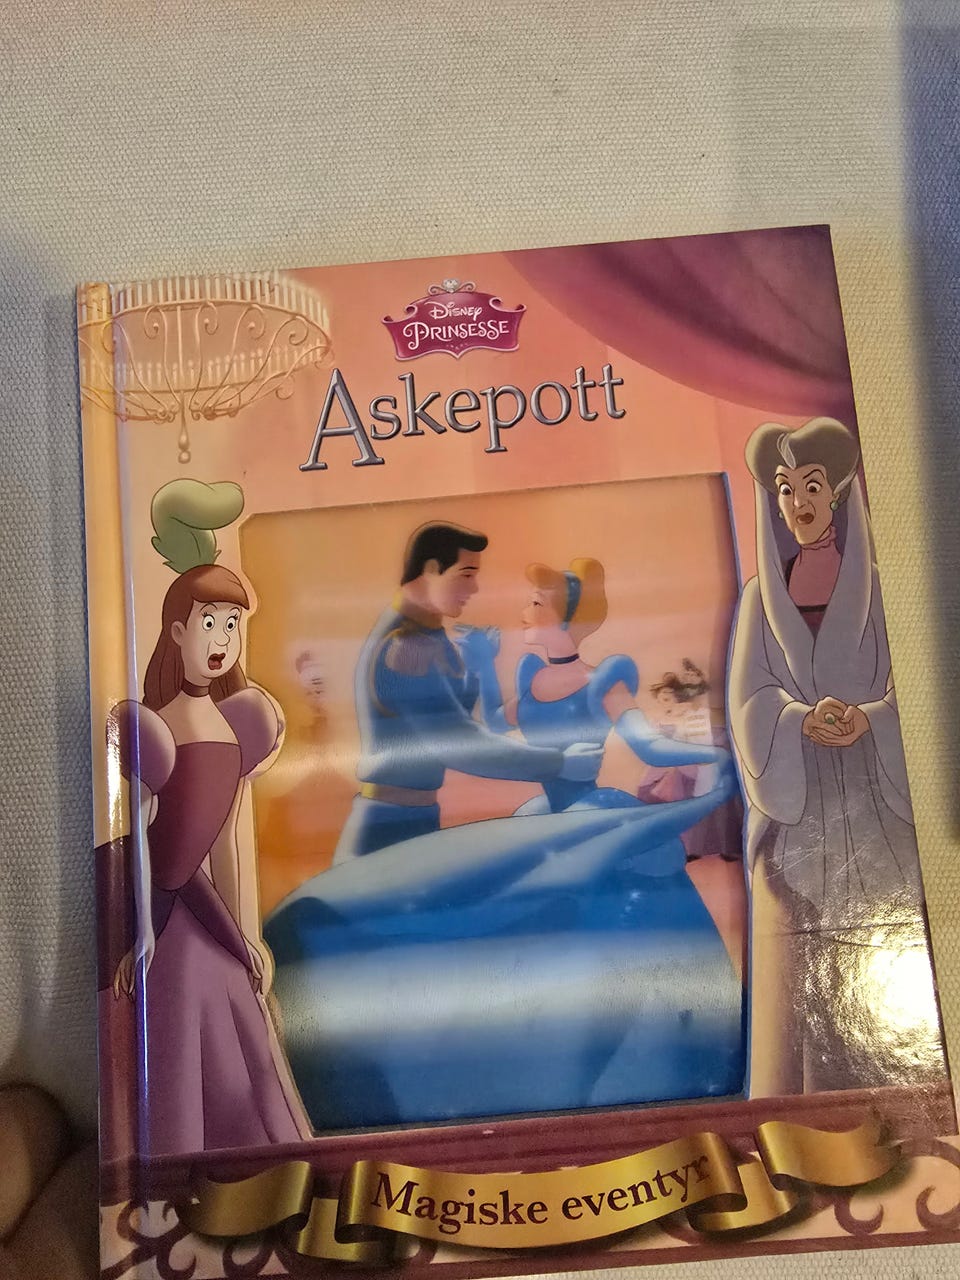 Disney
Prinsesse
Askepott
Magiske eventyr